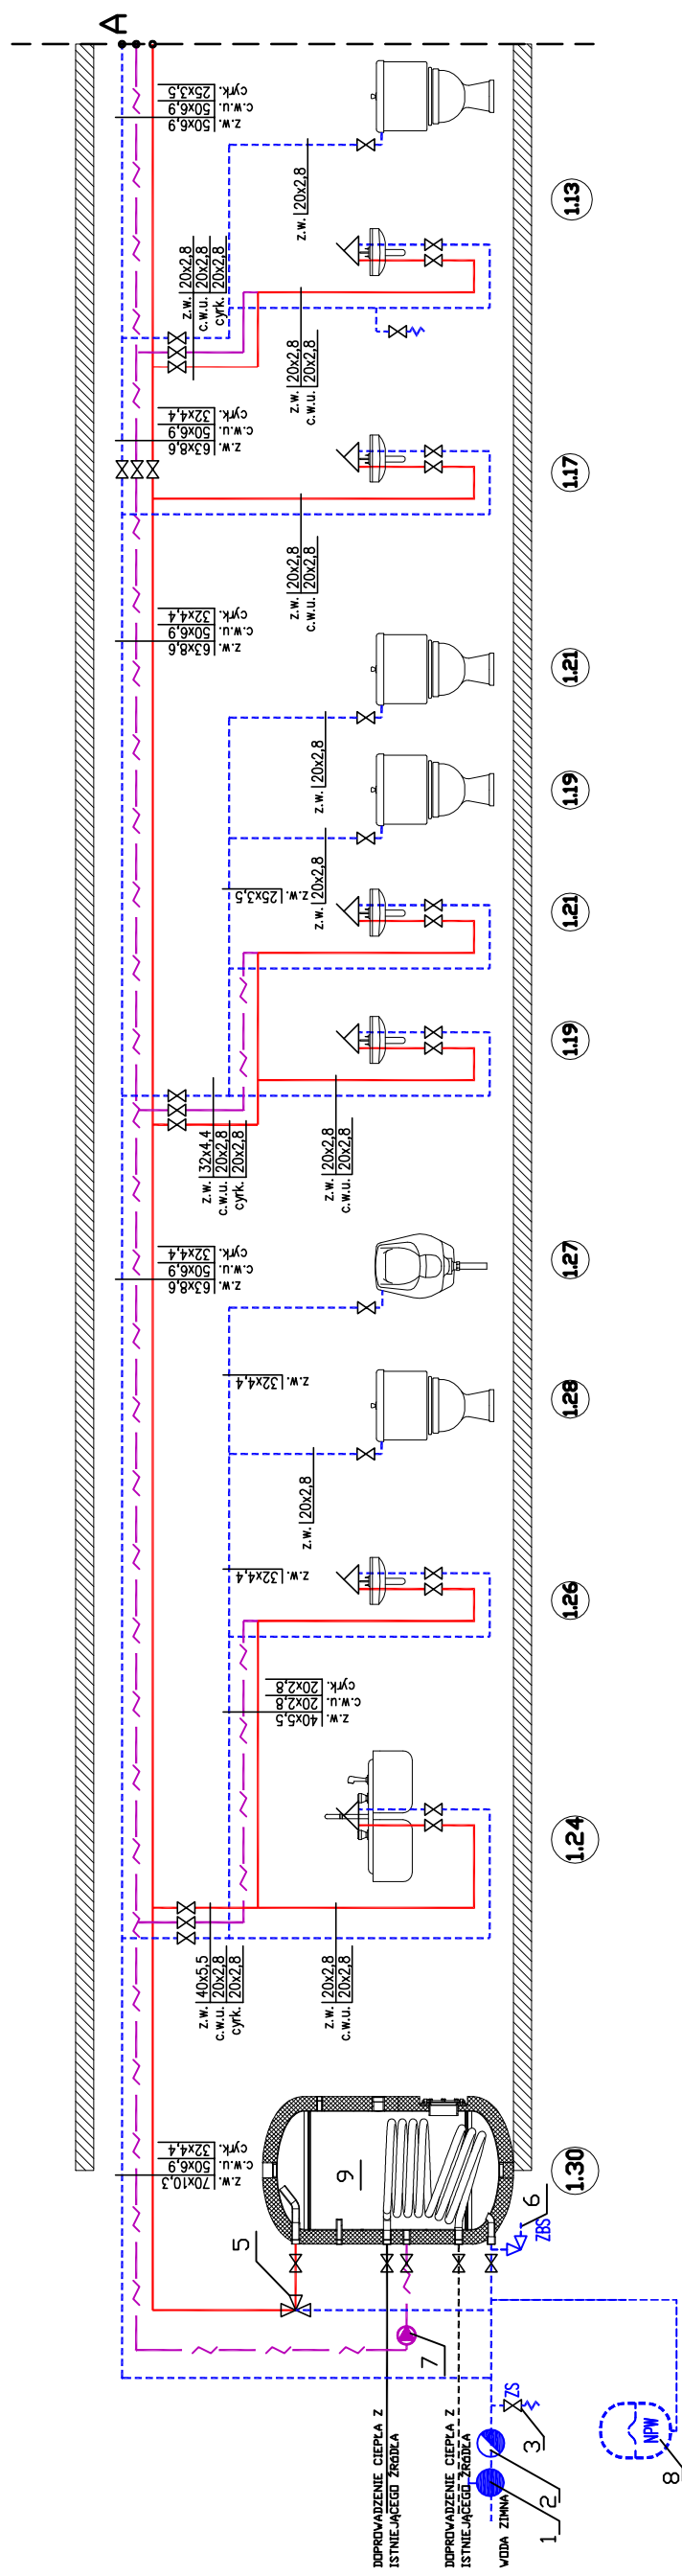 A
z.w. 50x6,9
c.w.u. 50x6,9
cyrk. 25x3,5
z.w. 20x2,8
z.w. 20x2,8
c.w.u. 20x2,8
cyrk. 20x2,8
z.w. 20x2,8
c.w.u. 20x2,8
1.13
z.w. 63x8,6
c.w.u. 50x6,9
cyrk. 32x4,4
z.w. 20x2,8
c.w.u. 20x2,8
1.17
z.w. 63x8,6
c.w.u. 50x6,9
cyrk. 32x4,4
z.w. 20x2,8
1.21
z.w. 20x2,8
1.19
z.w. 25x3,5
1.21
1.19
z.w. 32x4,4
c.w.u. 20x2,8
cyrk. 20x2,8
z.w. 20x2,8
c.w.u. 20x2,8
z.w. 63x8,6
c.w.u. 50x6,9
cyrk. 32x4,4
1.27
z.w. 32x4,4
1.28
z.w. 20x2,8
z.w. 32x4,4
1.26
z.w. 40x5,5
c.w.u. 20x2,8
cyrk. 20x2,8
1.24
z.w. 40x5,5
c.w.u. 20x2,8
cyrk. 20x2,8
z.w. 20x2,8
c.w.u. 20x2,8
z.w. 70x10,3
c.w.u. 50x6,9
cyrk. 32x4,4
9
1.30
5
6
ZBS
7
ZS
3
NPW
8
2
1
DOPROWADZENIE CIEPŁA Z
ISTNIEJĄCEGO ŹRÓDŁA
DOPROWADZENIE CIEPŁA Z
ISTNIEJĄCEGO ŹRÓDŁA
WODA ZIMNA